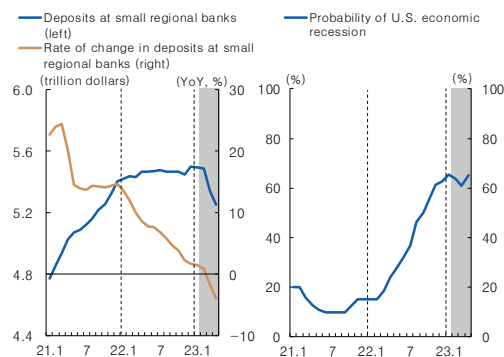 Deposits at small regional banks
(left)
Rate of change in deposits at small
regional banks (right)
(trillion dollars) (YoY, %)
6.0 30
5.6 20
5.2 10
4.8 0
4.4 -10
21.1 7 22.1 7 23.1
Probability of U.S. economic
recession
(%) (%)
100 100
80 80
60 60
40 40
20 20
0 0
21.1 7 22.1 7 23.1